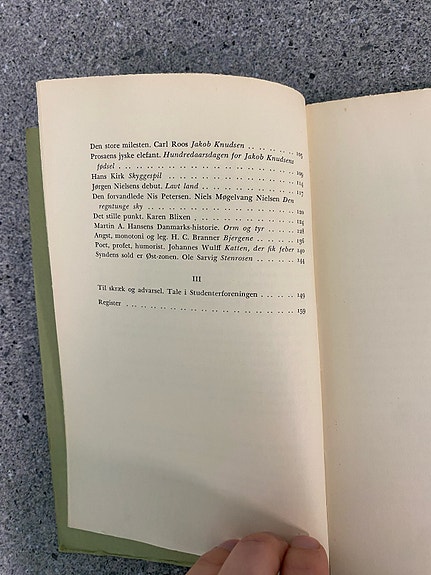 Den store milesten. Carl Roos Jakob Knudsen .. .. .. .. .. 105
Prosaens jyske elefant. Hundredaarsdagen for Jakob Knudsens
fødsel .. .. .. .. .. .. .. .. .. .. .. .. .. .. .. 109
Hans Kirk Skyggespil .. .. .. .. .. .. .. .. .. .. .. 114
Jørgen Nielsens debut. Lavt land .. .. .. .. .. .. .. .. 117
Den forvandlede Nis Petersen. Niels Møgelvang Nielsen Den
regntunge sky .. .. .. .. .. .. .. .. .. .. .. .. .. 120
Det stille punkt. Karen Blixen .. .. .. .. .. .. .. .. .. 124
Martin A. Hansens Danmarks-historie. Orm og tyr .. .. .. .. 128
Angst, monotoni og leg. H. C. Branner Bjergene .. .. .. .. 136
Poet, profet, humorist. Johannes Wulff Katten, der fik feber 140
Syndens sold er Øst-zonen. Ole Sarvig Stenrosen .. .. .. .. 144
III
Til skræk og advarsel. Tale i Studenterforeningen .. .. .. .. 149
Register .. .. .. .. .. .. .. .. .. .. .. .. .. .. .. 159